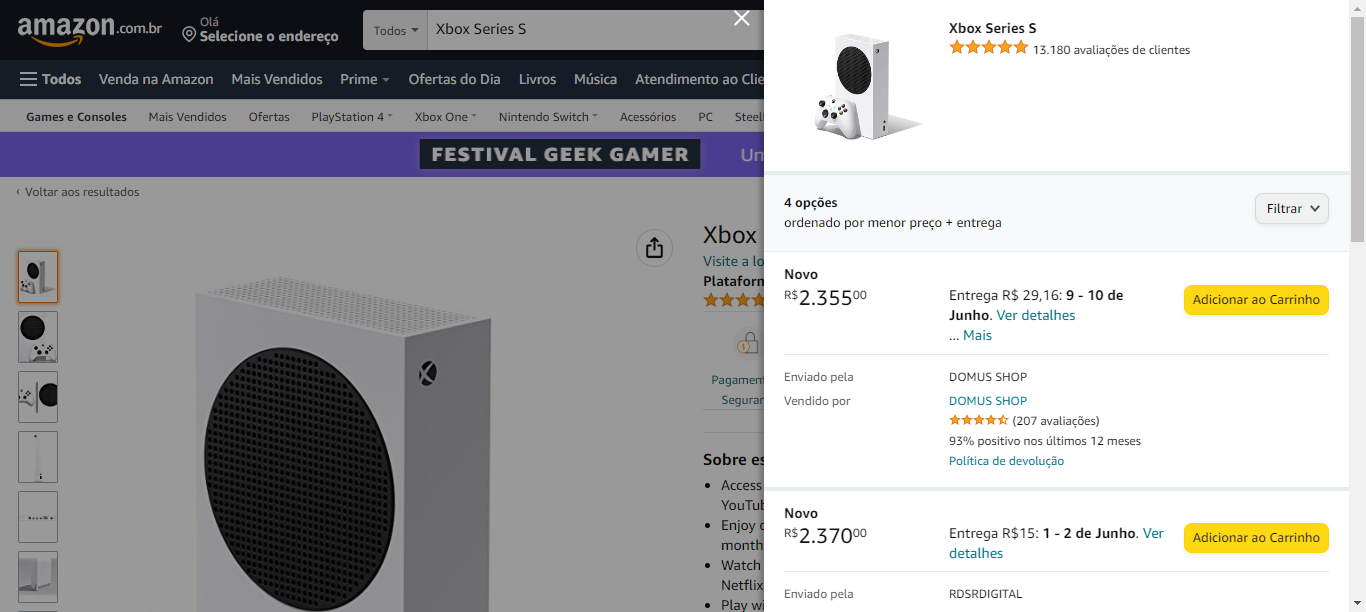 amazon.com.br
Olá
Selecione o endereço
Todos
Xbox Series S
Todos
Venda na Amazon
Mais Vendidos
Prime
Ofertas do Dia
Livros
Música
Atendimento ao Clie
Games e Consoles
Mais Vendidos
Ofertas
PlayStation 4
Xbox One
Nintendo Switch
Acessórios
PC
Steel
FESTIVAL GEEK GAMER
Um
‹ Voltar aos resultados
Xbox
Visite a lo
Plataform
Pagament
Segurar
Sobre es
Access
YouTub
Enjoy o
month
Watch
Netflix
Play wi
Xbox Series S
13.180 avaliações de clientes
4 opções
ordenado por menor preço + entrega
Filtrar
Novo
R$2.35500
Entrega R$ 29,16: 9 - 10 de
Junho. Ver detalhes
... Mais
Adicionar ao Carrinho
Enviado pela
DOMUS SHOP
Vendido por
DOMUS SHOP
(207 avaliações)
93% positivo nos últimos 12 meses
Política de devolução
Novo
R$2.37000
Entrega R$15: 1 - 2 de Junho. Ver
detalhes
Adicionar ao Carrinho
Enviado pela
RDSRDIGITAL